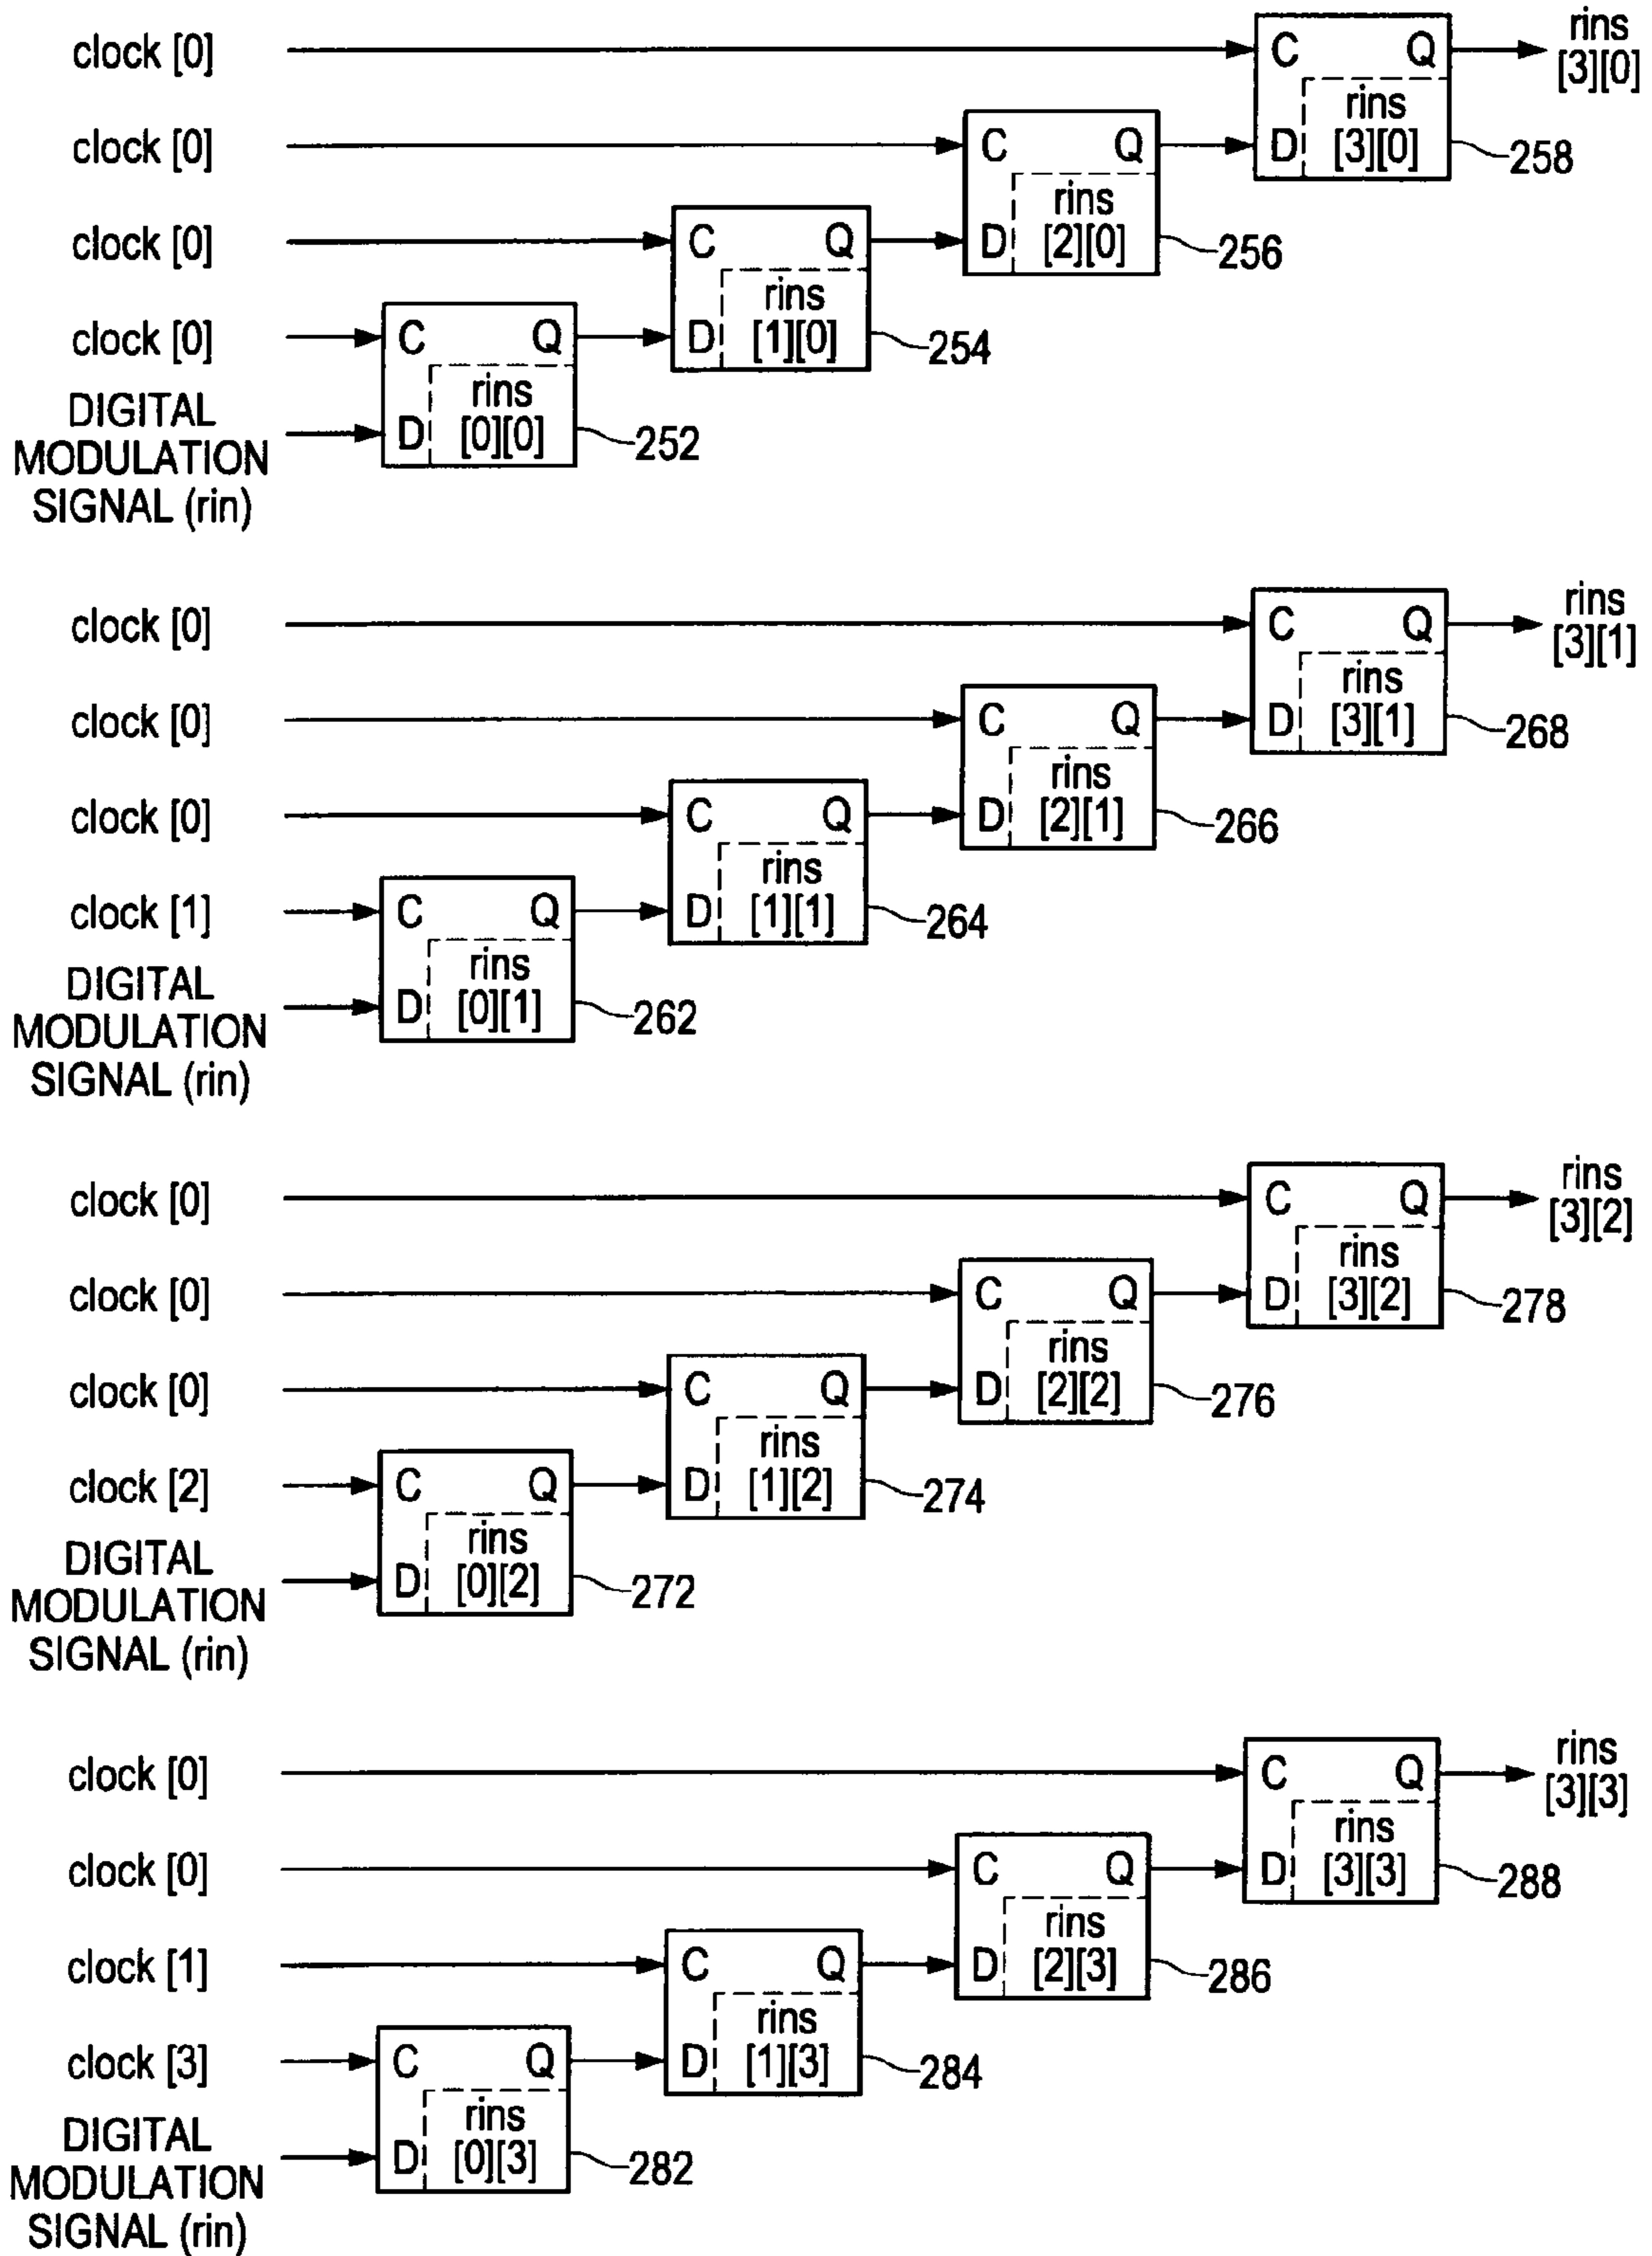 clock [0]
C Q
rins
[3][0]
rins
[3][0]
D
258
clock [0]
C Q
rins
[2][0]
D
256
clock [0]
C Q
rins
[1][0]
D
254
clock [0]
C Q
rins
[0][0]
D
252
DIGITAL
MODULATION
SIGNAL (rin)
clock [0]
C Q
rins
[3][1]
rins
[3][1]
D
268
clock [0]
C Q
rins
[2][1]
D
266
clock [0]
C Q
rins
[1][1]
D
264
clock [1]
C Q
rins
[0][1]
D
262
DIGITAL
MODULATION
SIGNAL (rin)
clock [0]
C Q
rins
[3][2]
rins
[3][2]
D
278
clock [0]
C Q
rins
[2][2]
D
276
clock [0]
C Q
rins
[1][2]
D
274
clock [2]
C Q
rins
[0][2]
D
272
DIGITAL
MODULATION
SIGNAL (rin)
clock [0]
C Q
rins
[3][3]
rins
[3][3]
D
288
clock [0]
C Q
rins
[2][3]
D
286
clock [1]
C Q
rins
[1][3]
D
284
clock [3]
C Q
rins
[0][3]
D
282
DIGITAL
MODULATION
SIGNAL (rin)